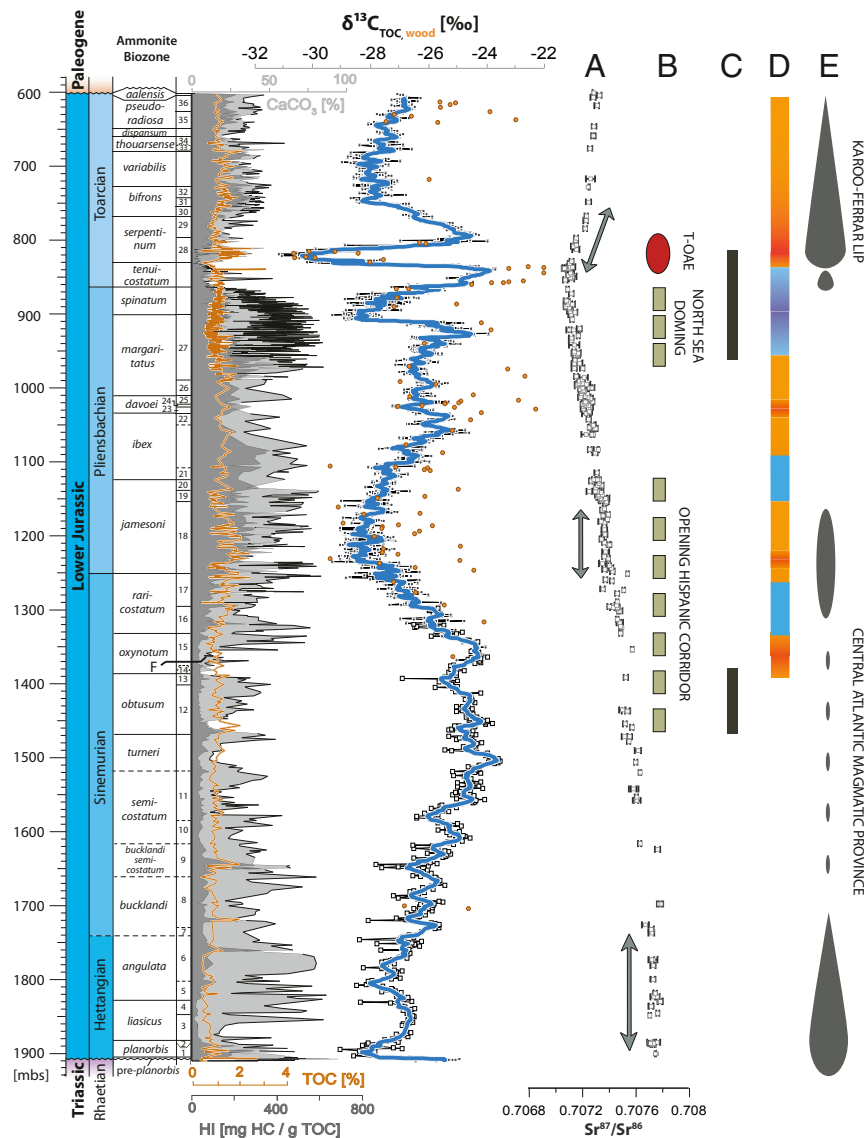 δ13C TOC, wood [‰]
-32 -30 -28 -26 -24 -22
Ammonite
Biozone
0 50 100
CaCO3 [%]
A B C D E
Paleogene
Lower Jurassic
Triassic
Toarcian
Pliensbachian
Sinemurian
Hettangian
Rhaetian
600
700
800
900
1000
1100
1200
1300
1400
1500
1600
1700
1800
1900
[mbs]
aalensis
pseudo-
radiosa
dispansum
thouarsense
variabilis
bifrons
serpenti-
num
tenui-
costatum
spinatum
margari-
tatus
davoei
ibex
jamesoni
rari-
costatum
oxynotum
F
obtusum
turneri
semi-
costatum
bucklandi
semi-
costatum
bucklandi
angulata
liasicus
planorbis
pre-planorbis
36
35
34
33
32
31
30
29
28
27
26
25
24
23
22
21
20
19
18
17
16
15
14
13
12
11
10
9
8
7
6
5
4
3
2
1
T-OAE
NORTH SEA
DOMING
OPENING HISPANIC CORRIDOR
KAROO-FERRAR LIP
CENTRAL ATLANTIC MAGMATIC PROVINCE
0 2 4
TOC [%]
0 400 800
HI [mg HC / g TOC]
0.7068 0.7072 0.7076 0.708
Sr87/Sr86